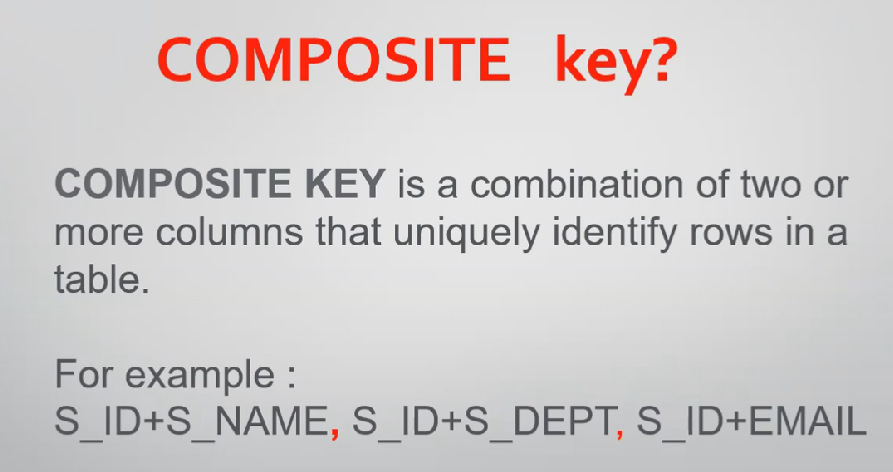 COMPOSITE key?
COMPOSITE KEY is a combination of two or
more columns that uniquely identify rows in a
table.
For example :
S_ID+S_NAME, S_ID+S_DEPT, S_ID+EMAIL